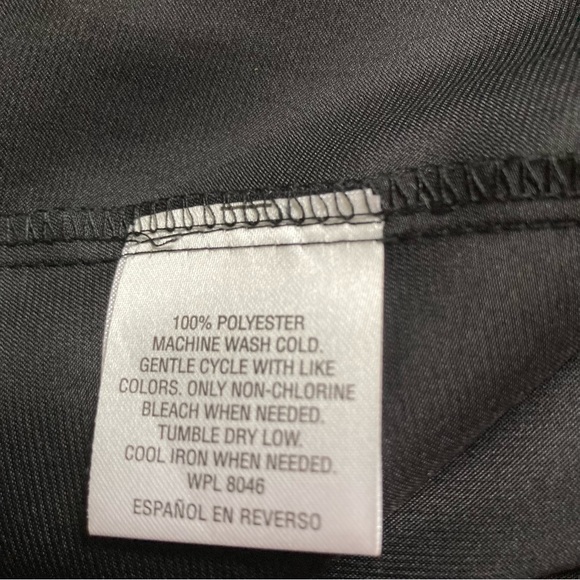 100% POLYESTER
MACHINE WASH COLD.
GENTLE CYCLE WITH LIKE
COLORS. ONLY NON-CHLORINE
BLEACH WHEN NEEDED.
TUMBLE DRY LOW.
COOL IRON WHEN NEEDED.
WPL 8046
ESPAÑOL EN REVERSO